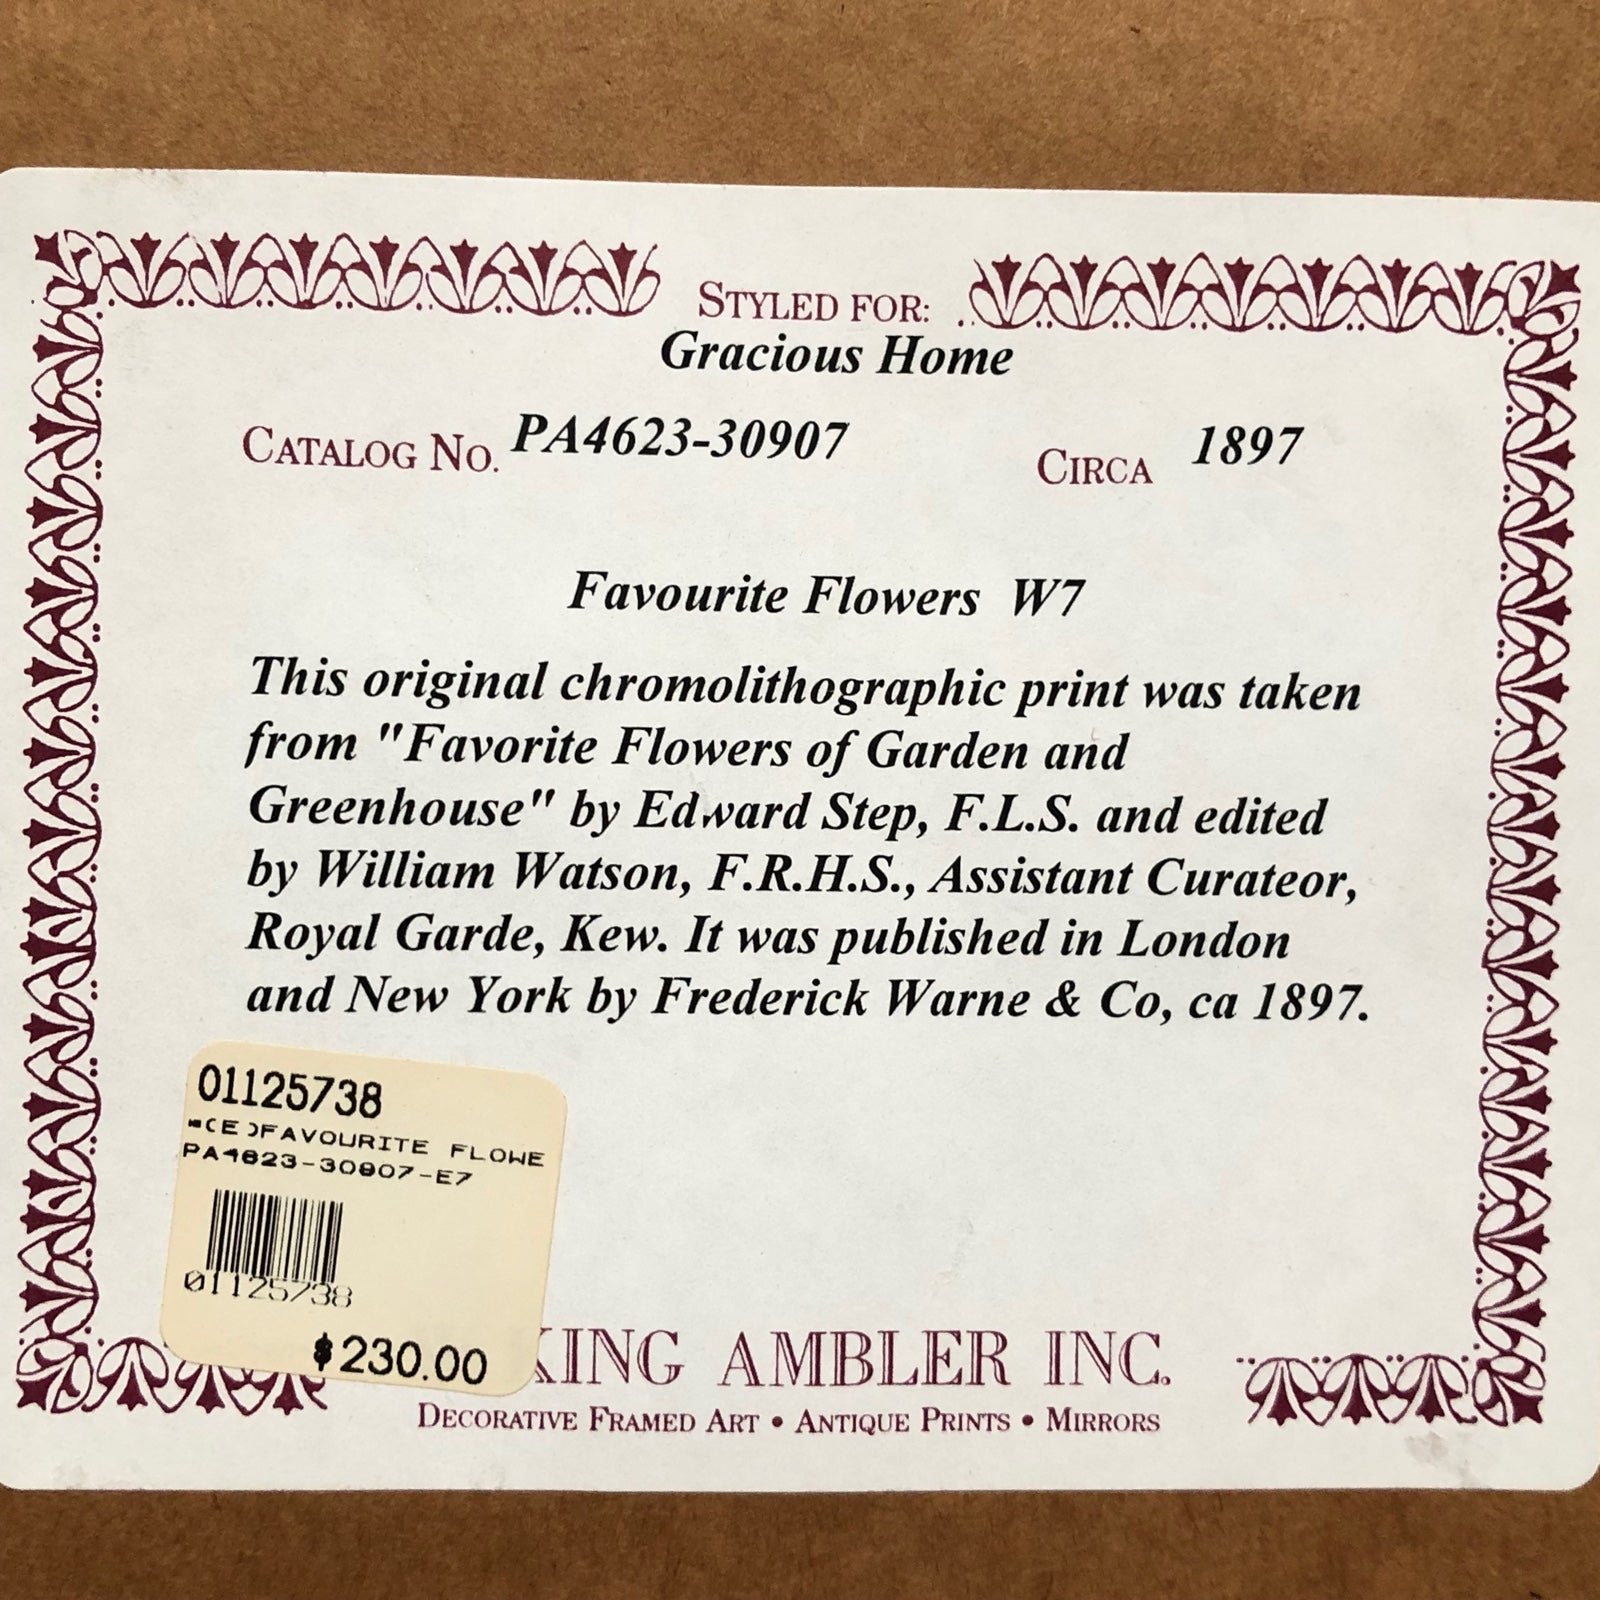 STYLED FOR:
Gracious Home
CATALOG NO. PA4623-30907 CIRCA 1897
Favourite Flowers W7
This original chromolithographic print was taken
from "Favorite Flowers of Garden and
Greenhouse" by Edward Step, F.L.S. and edited
by William Watson, F.R.H.S., Assistant Curateor,
Royal Garde, Kew. It was published in London
and New York by Frederick Warne & Co, ca 1897.
01125738
*(E)FAVOURITE FLOWE
PA4623-30907-E7
01125738
$230.00
KING AMBLER INC.
DECORATIVE FRAMED ART • ANTIQUE PRINTS • MIRRORS